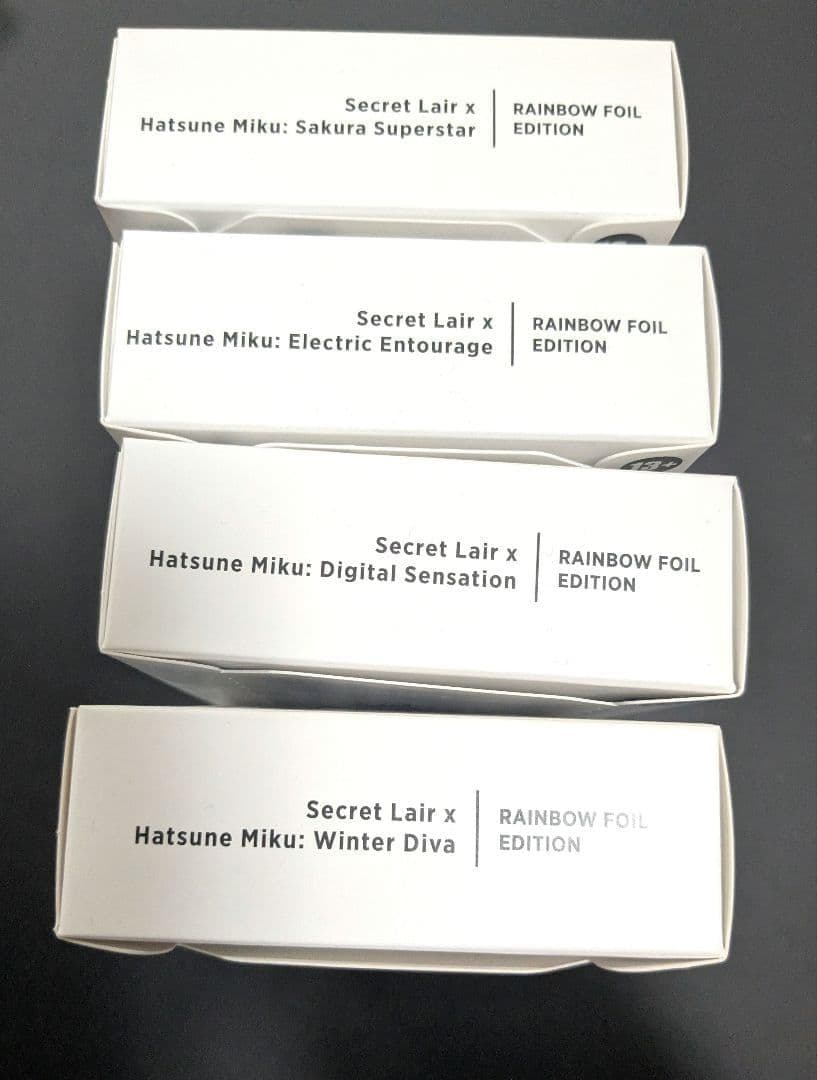 Secret Lair x
Hatsune Miku: Sakura Superstar
RAINBOW FOIL
EDITION
Secret Lair x
Hatsune Miku: Electric Entourage
RAINBOW FOIL
EDITION
13+
Secret Lair x
Hatsune Miku: Digital Sensation
RAINBOW FOIL
EDITION
Secret Lair x
Hatsune Miku: Winter Diva
RAINBOW FOIL
EDITION